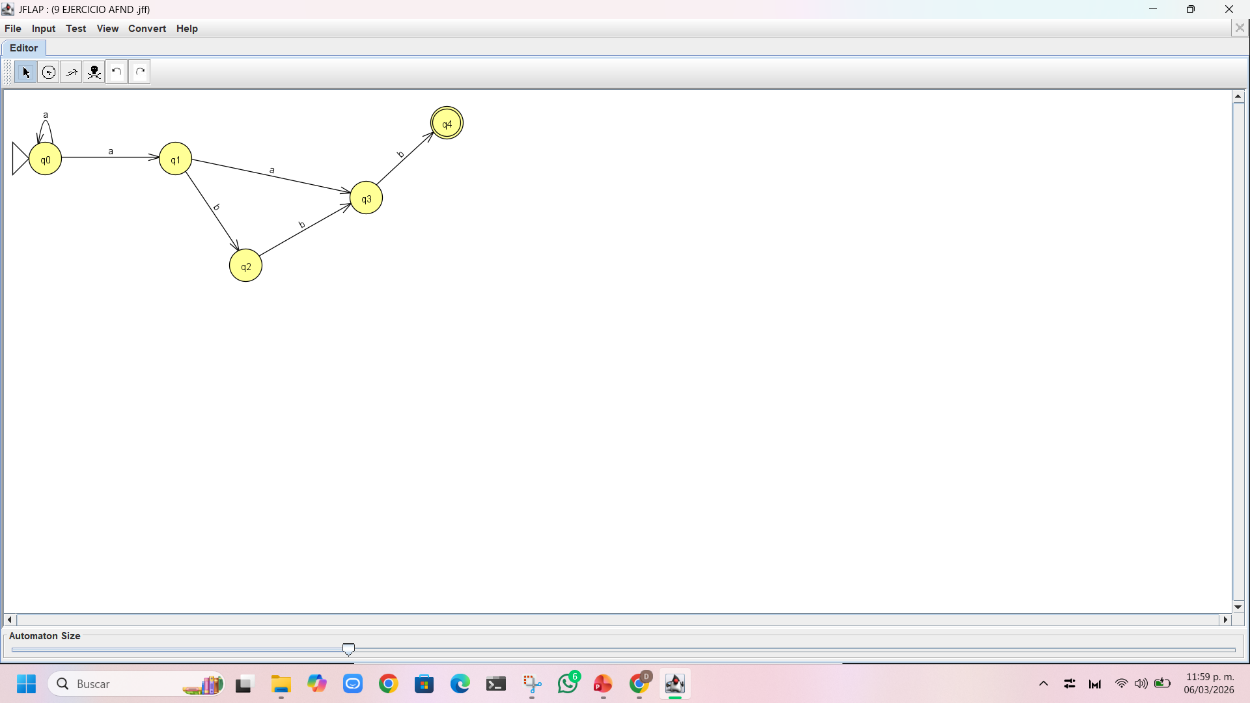 JFLAP : (9 EJERCICIO AFND .jff)
File Input Test View Convert Help
Editor
a
q0
a
q1
a
b
q2
b
q3
b
q4
Automaton Size
Buscar
6
D
11:59 p. m.
06/03/2026